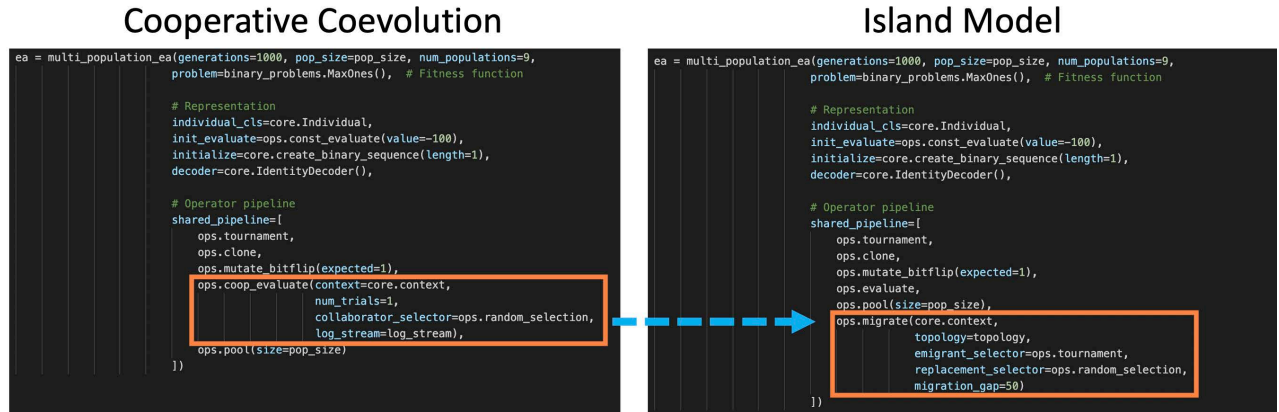 Cooperative Coevolution
ea = multi_population_ea(generations=1000, pop_size=pop_size, num_populations=9,
problem=binary_problems.MaxOnes(),  # Fitness function
# Representation
individual_cls=core.Individual,
init_evaluate=ops.const_evaluate(value=-100),
initialize=core.create_binary_sequence(length=1),
decoder=core.IdentityDecoder(),
# Operator pipeline
shared_pipeline=[
ops.tournament,
ops.clone,
ops.mutate_bitflip(expected=1),
ops.coop_evaluate(context=core.context,
num_trials=1,
collaborator_selector=ops.random_selection,
log_stream=log_stream),
ops.pool(size=pop_size)
])
Island Model
ea = multi_population_ea(generations=1000, pop_size=pop_size, num_populations=9,
problem=binary_problems.MaxOnes(),  # Fitness function
# Representation
individual_cls=core.Individual,
init_evaluate=ops.const_evaluate(value=-100),
initialize=core.create_binary_sequence(length=1),
decoder=core.IdentityDecoder(),
# Operator pipeline
shared_pipeline=[
ops.tournament,
ops.clone,
ops.mutate_bitflip(expected=1),
ops.evaluate,
ops.pool(size=pop_size),
ops.migrate(core.context,
topology=topology,
emigrant_selector=ops.tournament,
replacement_selector=ops.random_selection,
migration_gap=50)
])